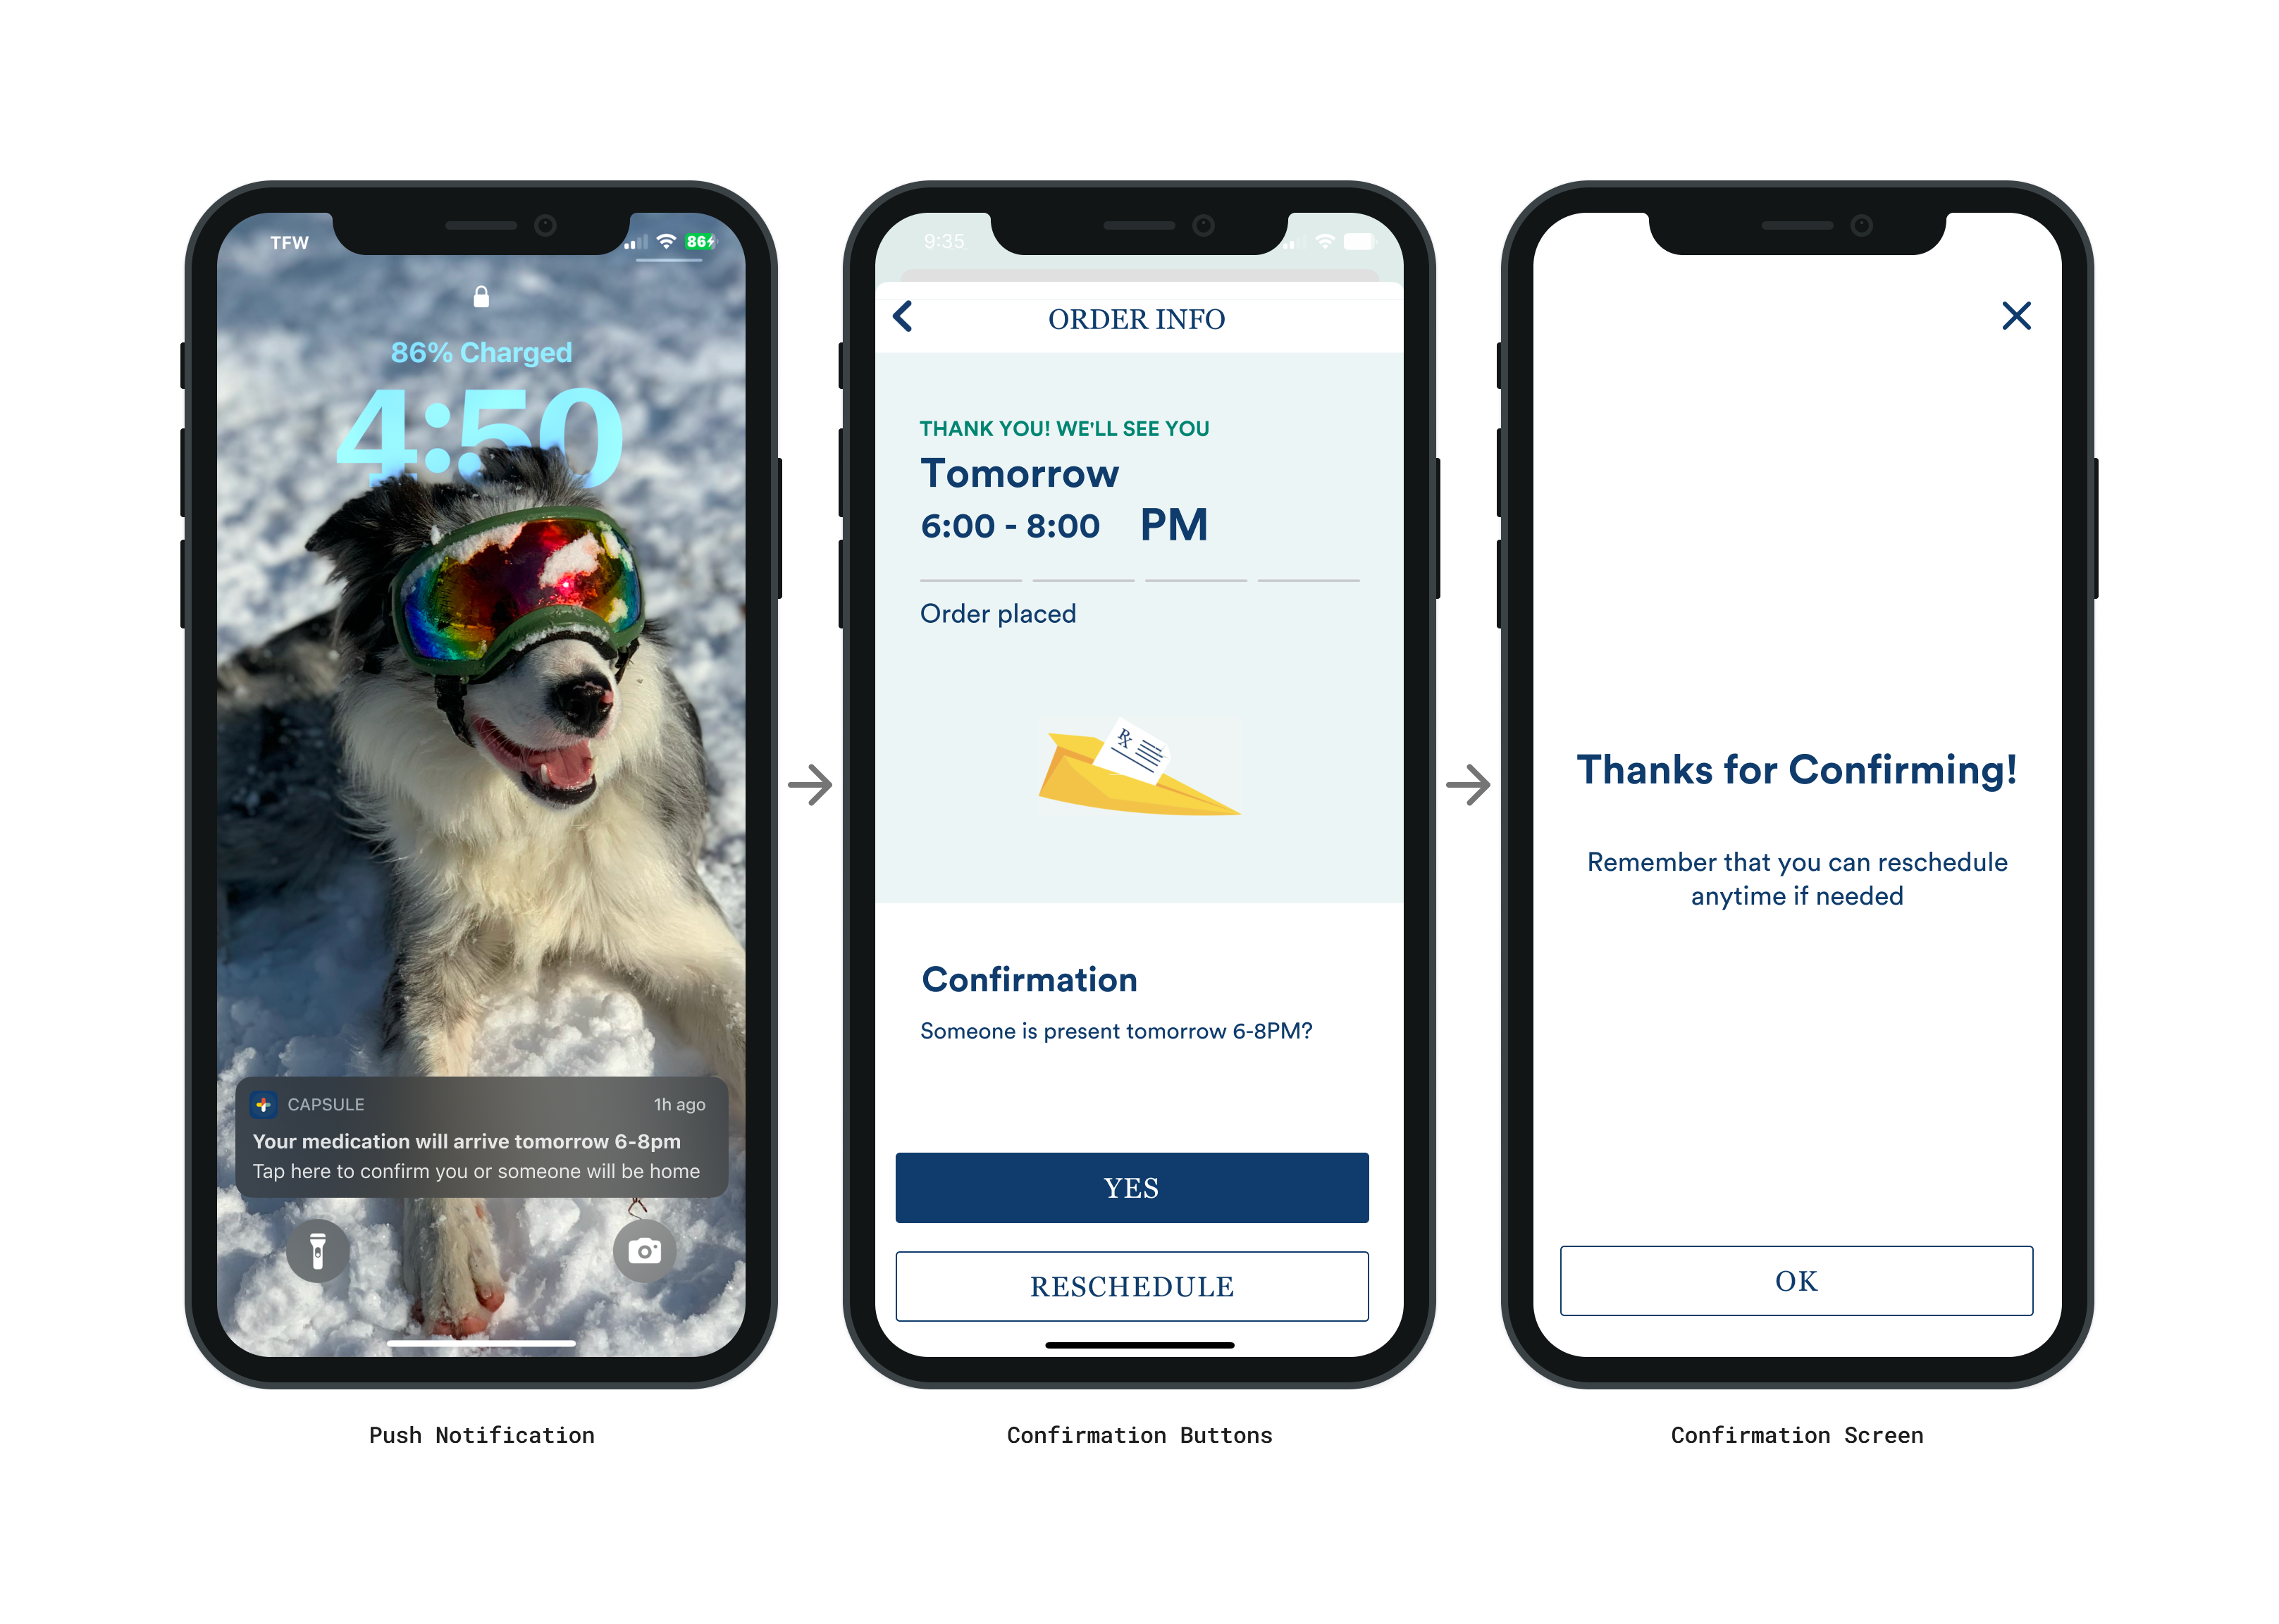 TFW
86
86% Charged
4:50
CAPSULE
1h ago
Your medication will arrive tomorrow 6-8pm
Tap here to confirm you or someone will be home
Push Notification
9:35
ORDER INFO
THANK YOU! WE'LL SEE YOU
Tomorrow
6:00 - 8:00 PM
Order placed
Rx
Confirmation
Someone is present tomorrow 6-8PM?
YES
RESCHEDULE
Confirmation Buttons
Thanks for Confirming!
Remember that you can reschedule
anytime if needed
OK
Confirmation Screen